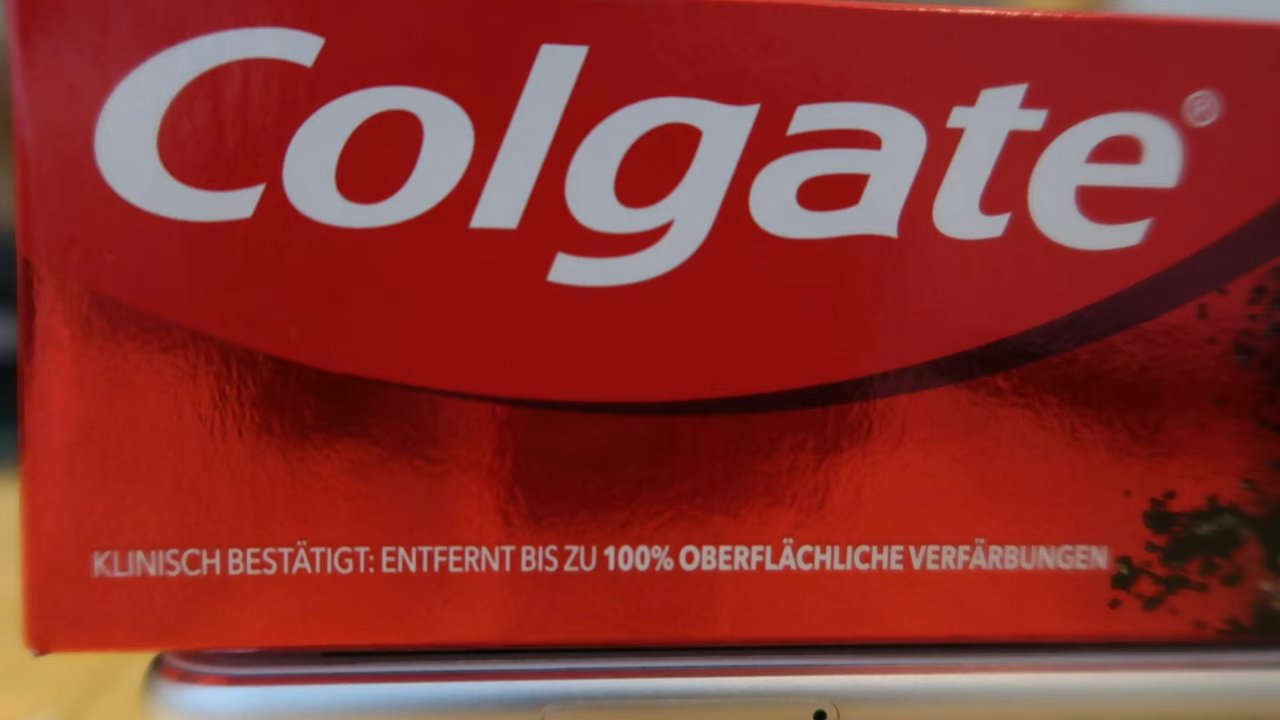 Colgate®
KLINISCH BESTÄTIGT: ENTFERNT BIS ZU 100% OBERFLÄCHLICHE VERFÄRBUNGEN